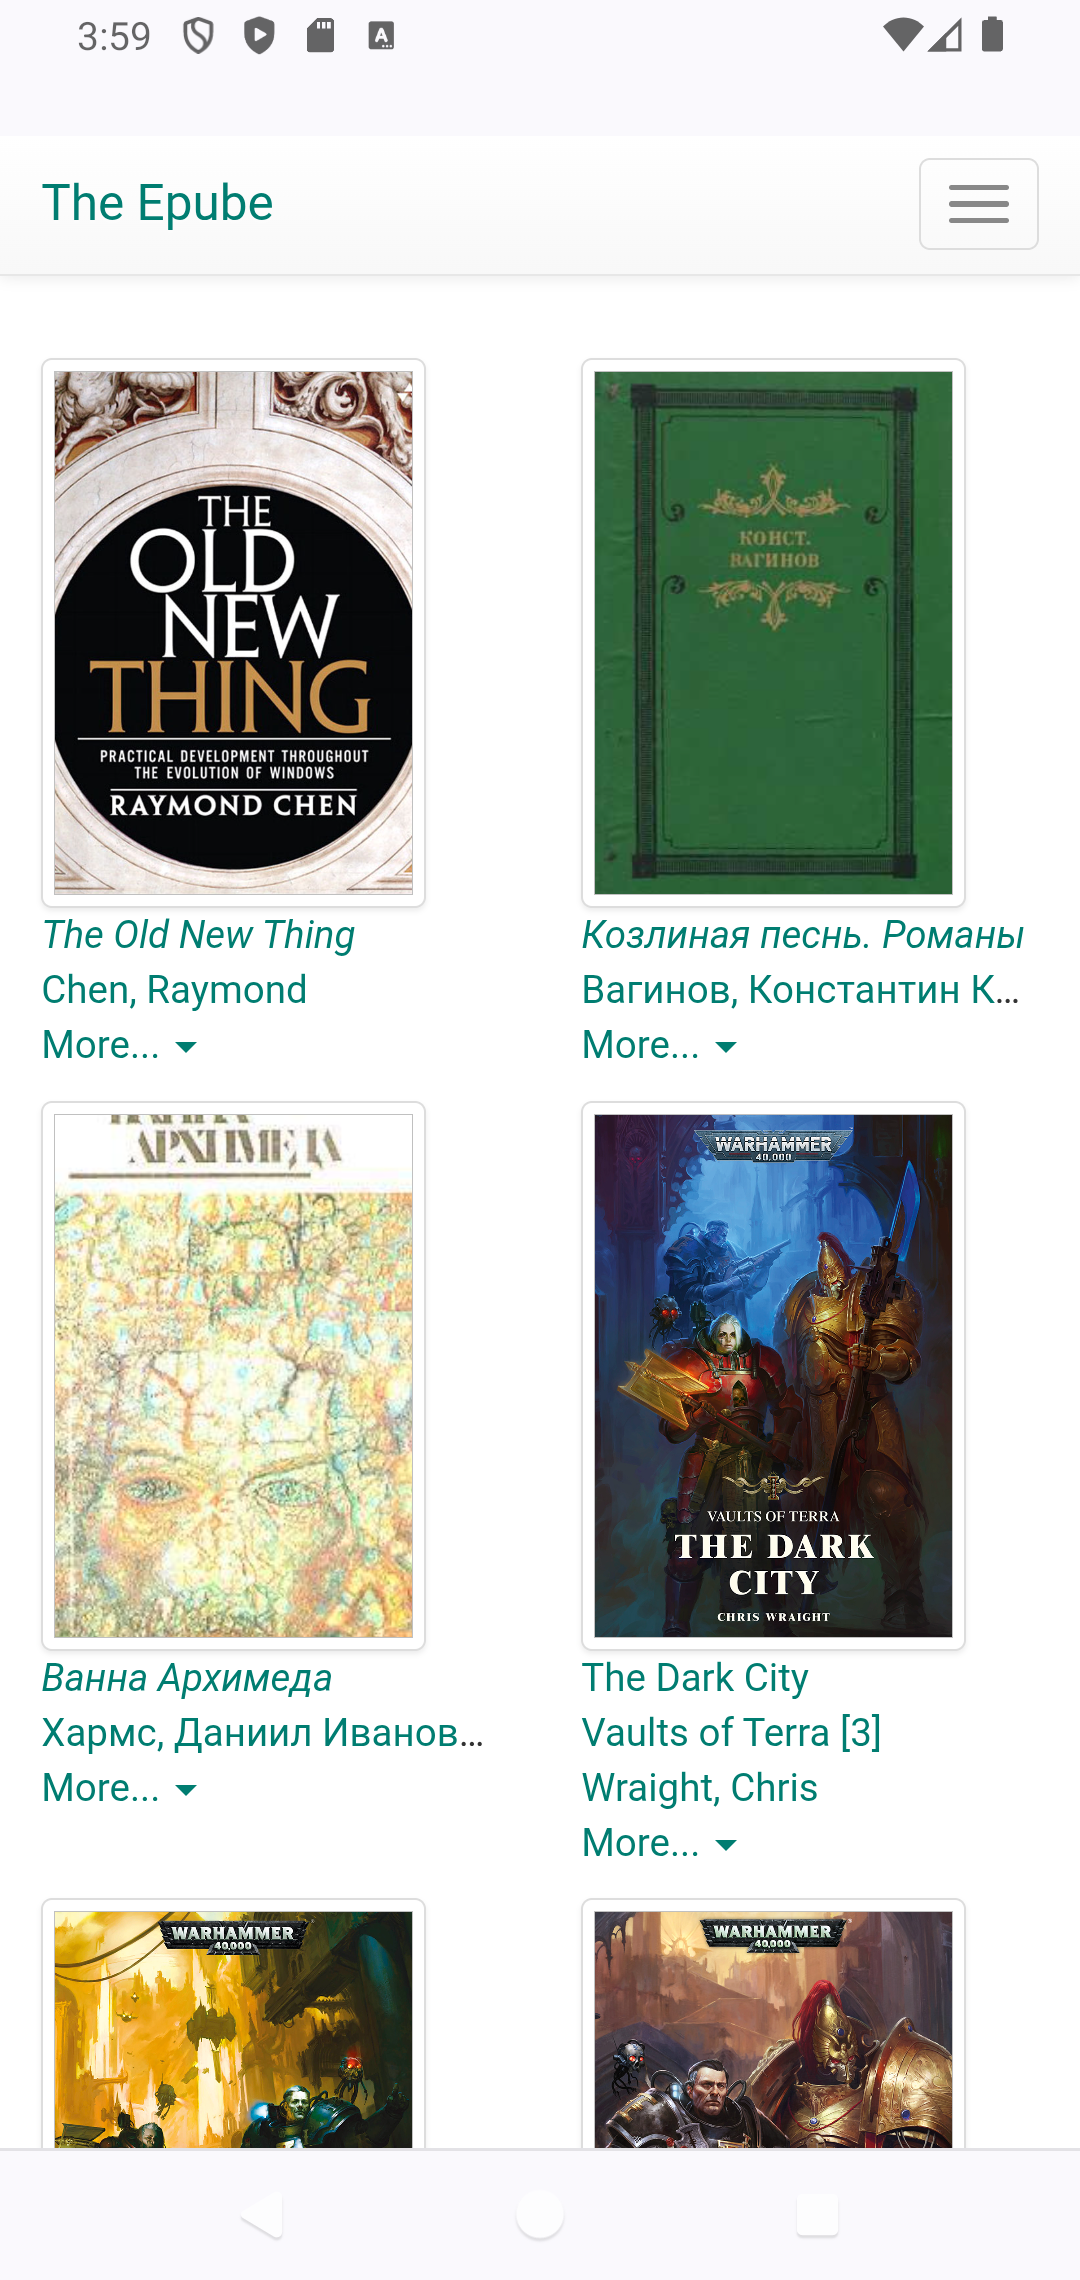 3:59
The Epube
THE
OLD
NEW
THING
PRACTICAL DEVELOPMENT THROUGHOUT
THE EVOLUTION OF WINDOWS
RAYMOND CHEN
The Old New Thing
Chen, Raymond
More...
КОНСТ.
ВАГИНОВ
Козлиная песнь. Романы
Вагинов, Константин К...
More...
АРХИМЕДА
Ванна Архимеда
Хармс, Даниил Иванов...
More...
WARHAMMER
40,000
VAULTS OF TERRA
THE DARK
CITY
CHRIS WRAIGHT
The Dark City
Vaults of Terra [3]
Wraight, Chris
More...
WARHAMMER
40,000
WARHAMMER
40,000